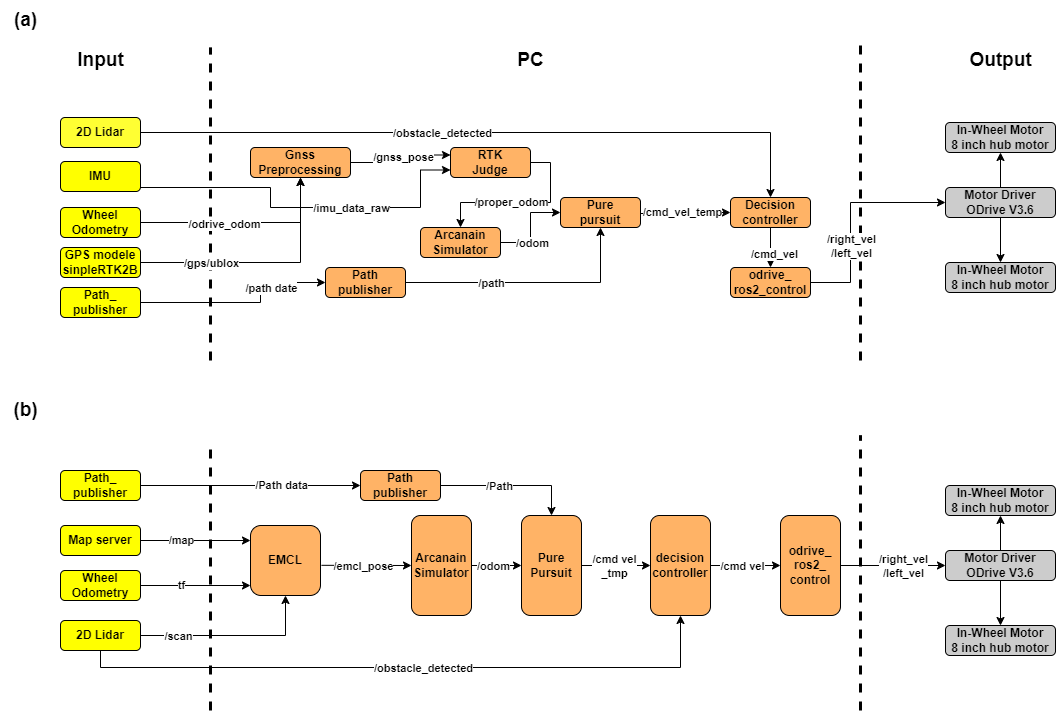 (a)
Input
PC
Output
2D Lidar
/obstacle_detected
In-Wheel Motor
8 inch hub motor
Gnss
Preprocessing
/gnss_pose
RTK
Judge
IMU
/imu_data_raw
/proper_odom
Pure
pursuit
/cmd_vel_temp
Decision
controller
Motor Driver
ODrive V3.6
Wheel
Odometry
/odrive_odom
Arcanain
Simulator
/odom
/right_vel
/left_vel
GPS modele
sinpleRTK2B
/gps/ublox
/cmd_vel
Path
publisher
/path
odrive_
ros2_control
In-Wheel Motor
8 inch hub motor
Path_
publisher
/path date
(b)
Path_
publisher
/Path data
Path
publisher
/Path
In-Wheel Motor
8 inch hub motor
Map server
/map
EMCL
/emcl_pose
Arcanain
Simulator
/odom
Pure
Pursuit
/cmd vel
_tmp
decision
controller
/cmd vel
odrive_
ros2_
control
/right_vel
/left_vel
Motor Driver
ODrive V3.6
Wheel
Odometry
tf
2D Lidar
/scan
/obstacle_detected
In-Wheel Motor
8 inch hub motor